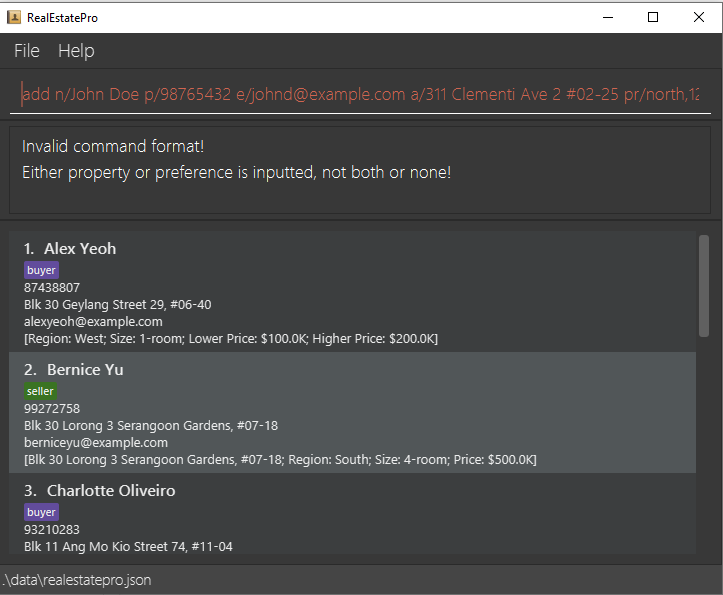 RealEstatePro
File Help
add n/John Doe p/98765432 e/johnd@example.com a/311 Clementi Ave 2 #02-25 pr/north,12
Invalid command format!
Either property or preference is inputted, not both or none!
1. Alex Yeoh
buyer
87438807
Blk 30 Geylang Street 29, #06-40
alexyeoh@example.com
[Region: West; Size: 1-room; Lower Price: $100.0K; Higher Price: $200.0K]
2. Bernice Yu
seller
99272758
Blk 30 Lorong 3 Serangoon Gardens, #07-18
berniceyu@example.com
[Blk 30 Lorong 3 Serangoon Gardens, #07-18; Region: South; Size: 4-room; Price: $500.0K]
3. Charlotte Oliveiro
buyer
93210283
Blk 11 Ang Mo Kio Street 74, #11-04
.\data\realestatepro.json